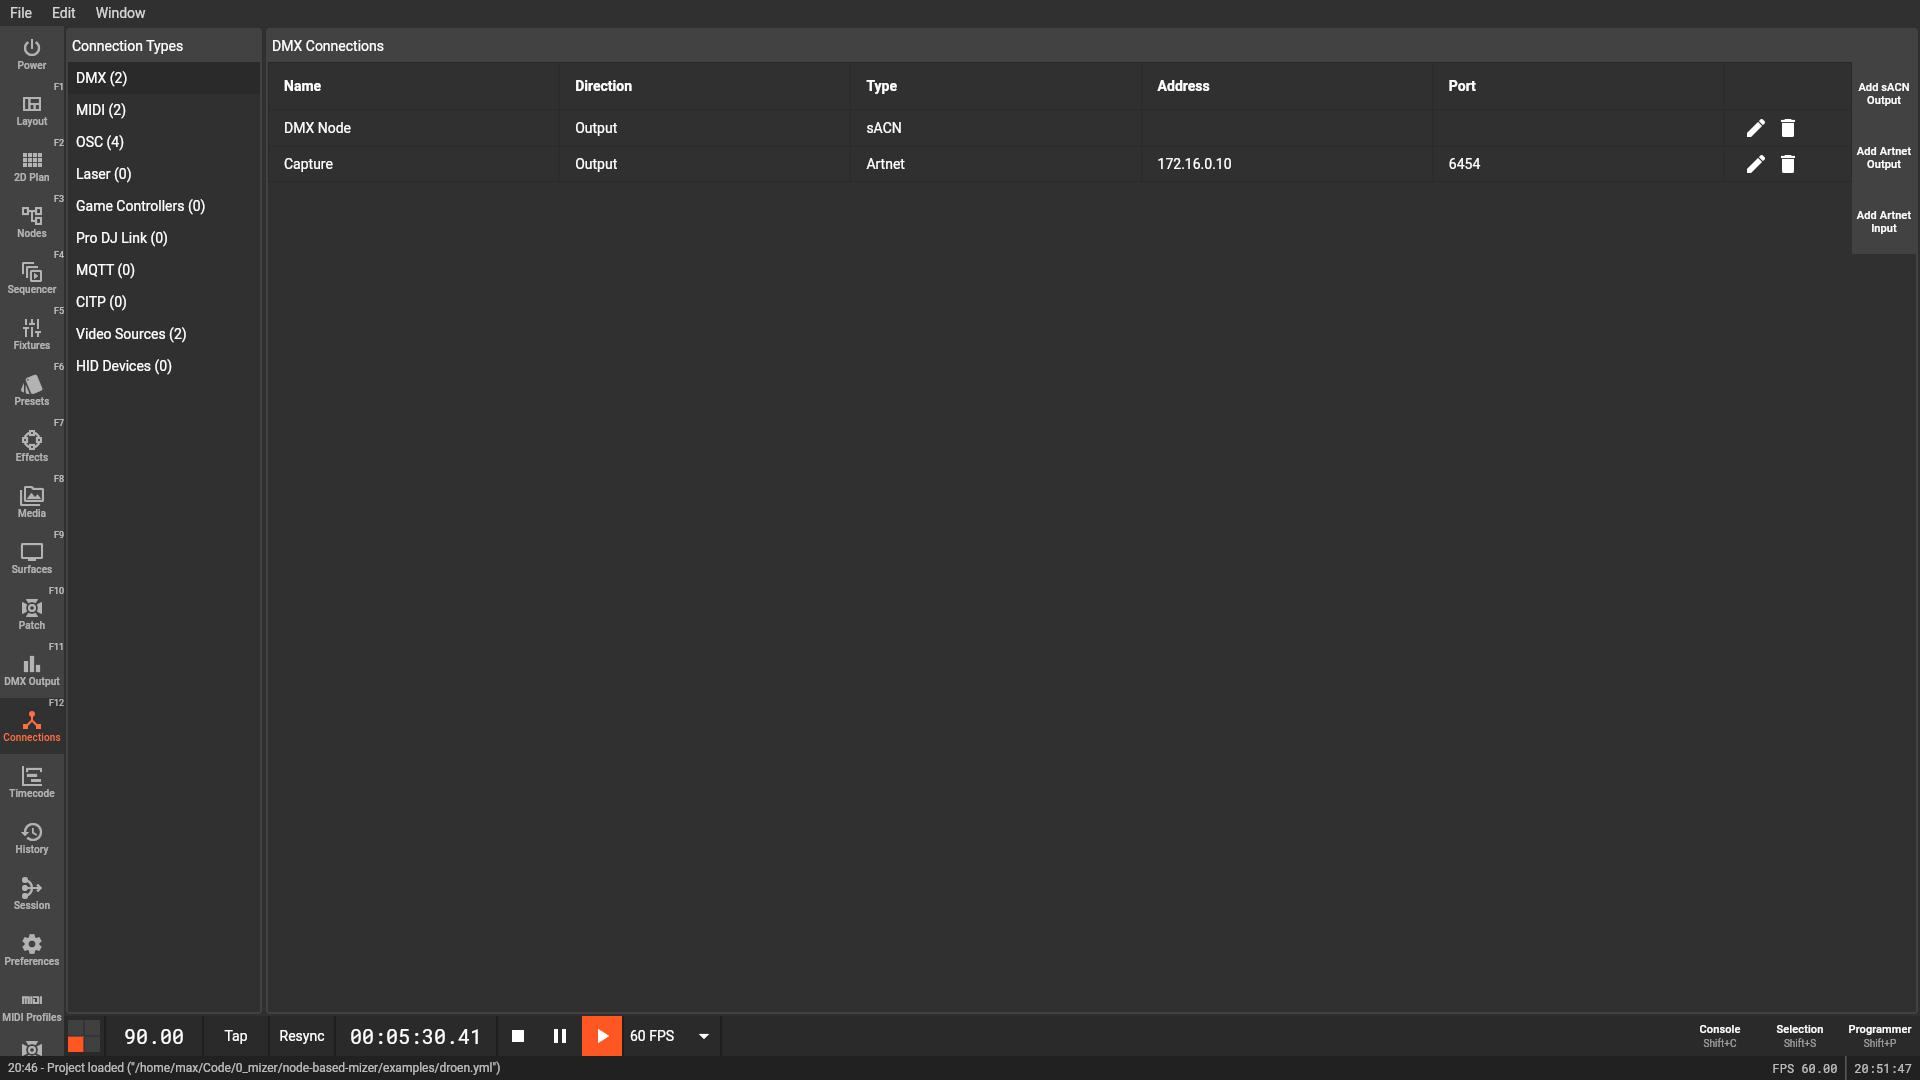 File Edit Window
Power
F1
Layout
F2
2D Plan
F3
Nodes
F4
Sequencer
F5
Fixtures
F6
Presets
F7
Effects
F8
Media
F9
Surfaces
F10
Patch
F11
DMX Output
F12
Connections
Timecode
History
Session
Preferences
MIDI
MIDI Profiles
Connection Types
DMX (2)
MIDI (2)
OSC (4)
Laser (0)
Game Controllers (0)
Pro DJ Link (0)
MQTT (0)
CITP (0)
Video Sources (2)
HID Devices (0)
DMX Connections
Name Direction Type Address Port
DMX Node Output sACN
Capture Output Artnet 172.16.0.10 6454
Add sACN
Output
Add Artnet
Output
Add Artnet
Input
90.00 Tap Resync 00:05:30.41 60 FPS
Console
Shift+C
Selection
Shift+S
Programmer
Shift+P
20:46 - Project loaded ("/home/max/Code/0_mizer/node-based-mizer/examples/droen.yml")
FPS 60.00 20:51:47